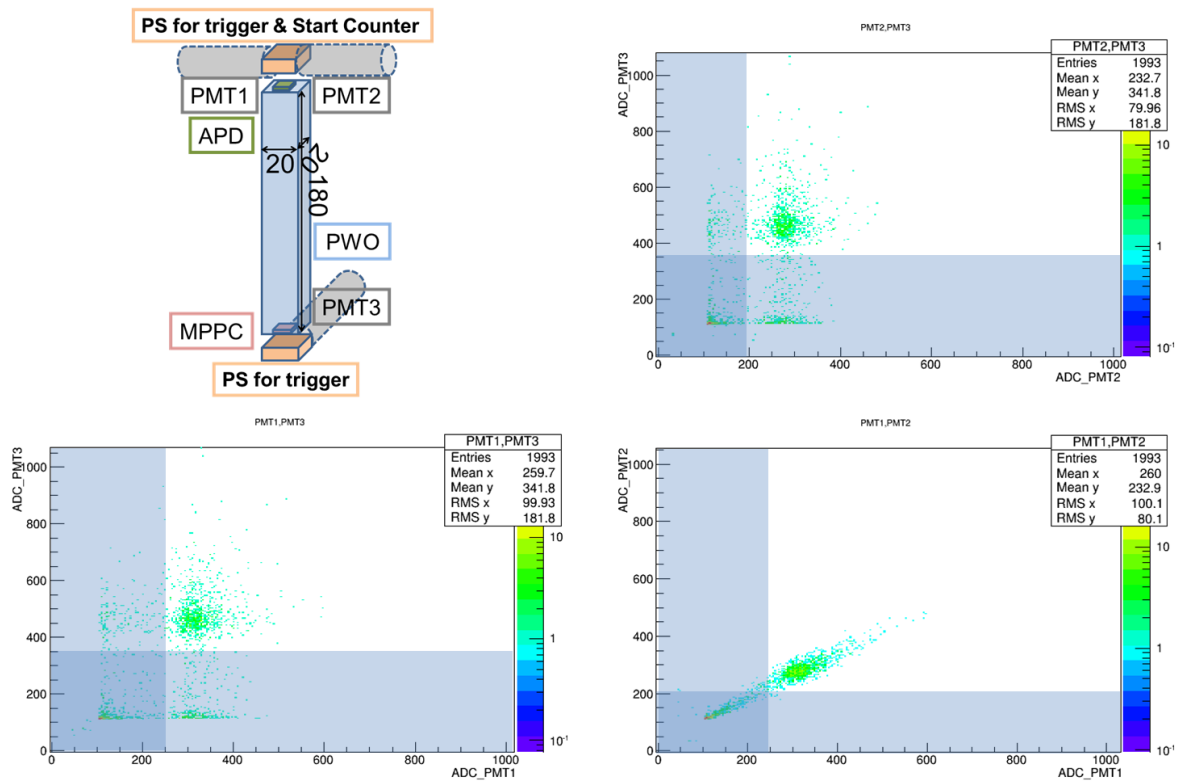 PS for trigger & Start Counter
PMT1
PMT2
APD
20
20
180
PWO
PMT3
MPPC
PS for trigger
PMT2,PMT3
PMT2,PMT3
Entries 1993
Mean x 232.7
Mean y 341.8
RMS x 79.96
RMS y 181.8
ADC_PMT3
1000
800
600
400
200
0
0 200 400 600 800 1000
ADC_PMT2
10
1
10-1
PMT1,PMT3
PMT1,PMT3
Entries 1993
Mean x 259.7
Mean y 341.8
RMS x 99.93
RMS y 181.8
ADC_PMT3
1000
800
600
400
200
0
0 200 400 600 800 1000
ADC_PMT1
10
1
10-1
PMT1,PMT2
PMT1,PMT2
Entries 1993
Mean x 260
Mean y 232.9
RMS x 100.1
RMS y 80.1
ADC_PMT2
1000
800
600
400
200
0
0 200 400 600 800 1000
ADC_PMT1
10
1
10-1